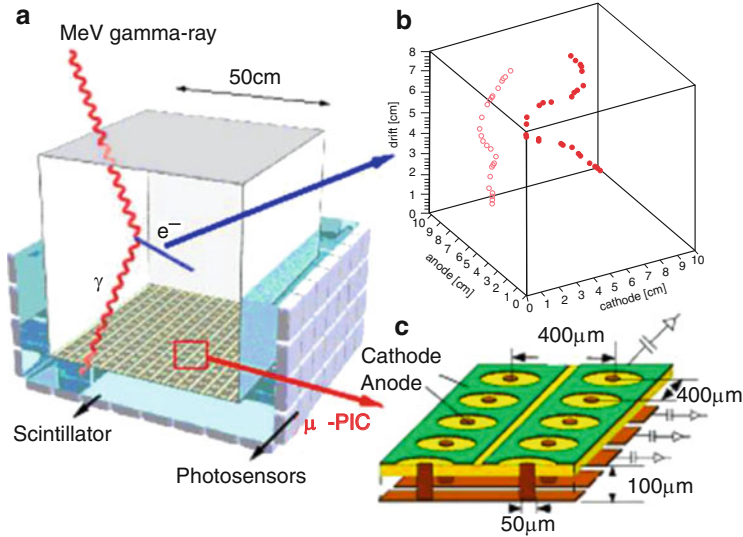 a
MeV gamma-ray
50cm
e−
γ
μ -PIC
Scintillator
Photosensors
b
drift [cm]
8
7
6
5
4
3
2
1
0
anode [cm]
10
9
8
7
6
5
4
3
2
1
0
cathode [cm]
0
1
2
3
4
5
6
7
8
9
10
c
400μm
Cathode
Anode
400μm
100μm
50μm